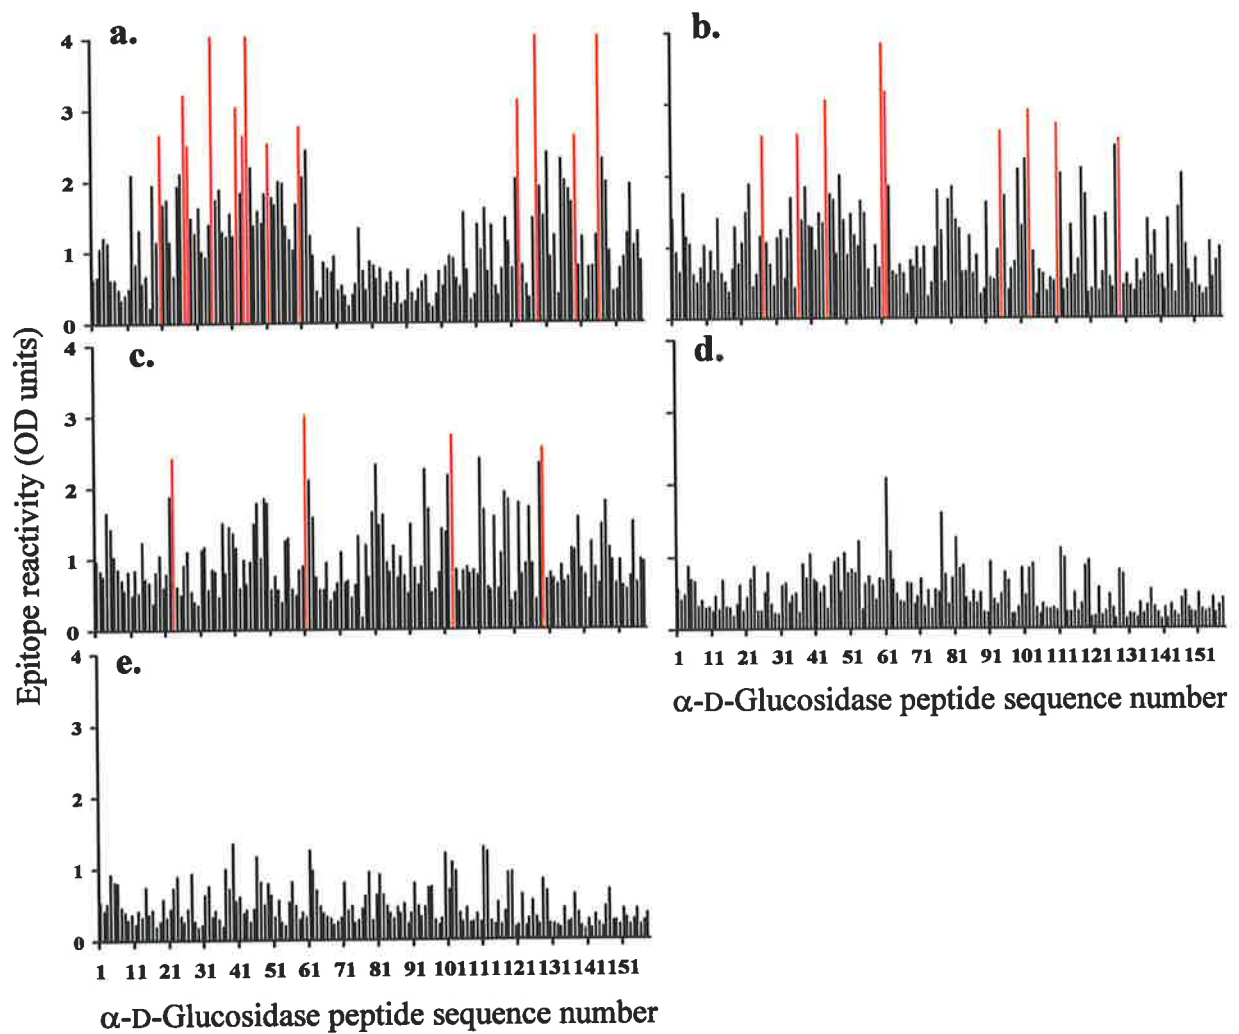 a.
b.
4
3
2
1
0
c.
d.
4
3
2
1
0
1 11 21 31 41 51 61 71 81 91 101 111 121 131 141 151
α-D-Glucosidase peptide sequence number
e.
4
3
2
1
0
1 11 21 31 41 51 61 71 81 91 101 111 121 131 141 151
α-D-Glucosidase peptide sequence number
Epitope reactivity (OD units)